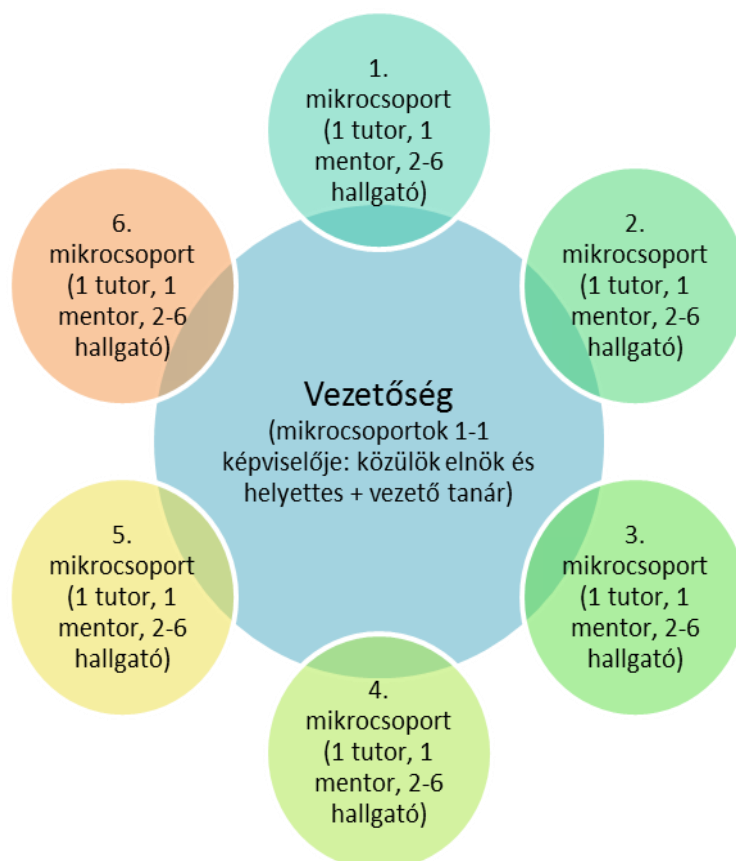 1.
mikrocsoport
(1 tutor, 1
mentor, 2-6
hallgató)
2.
mikrocsoport
(1 tutor, 1
mentor, 2-6
hallgató)
3.
mikrocsoport
(1 tutor, 1
mentor, 2-6
hallgató)
4.
mikrocsoport
(1 tutor, 1
mentor, 2-6
hallgató)
5.
mikrocsoport
(1 tutor, 1
mentor, 2-6
hallgató)
6.
mikrocsoport
(1 tutor, 1
mentor, 2-6
hallgató)
Vezetőség
(mikrocsoportok 1-1
képviselője: közülök elnök és
helyettes + vezető tanár)